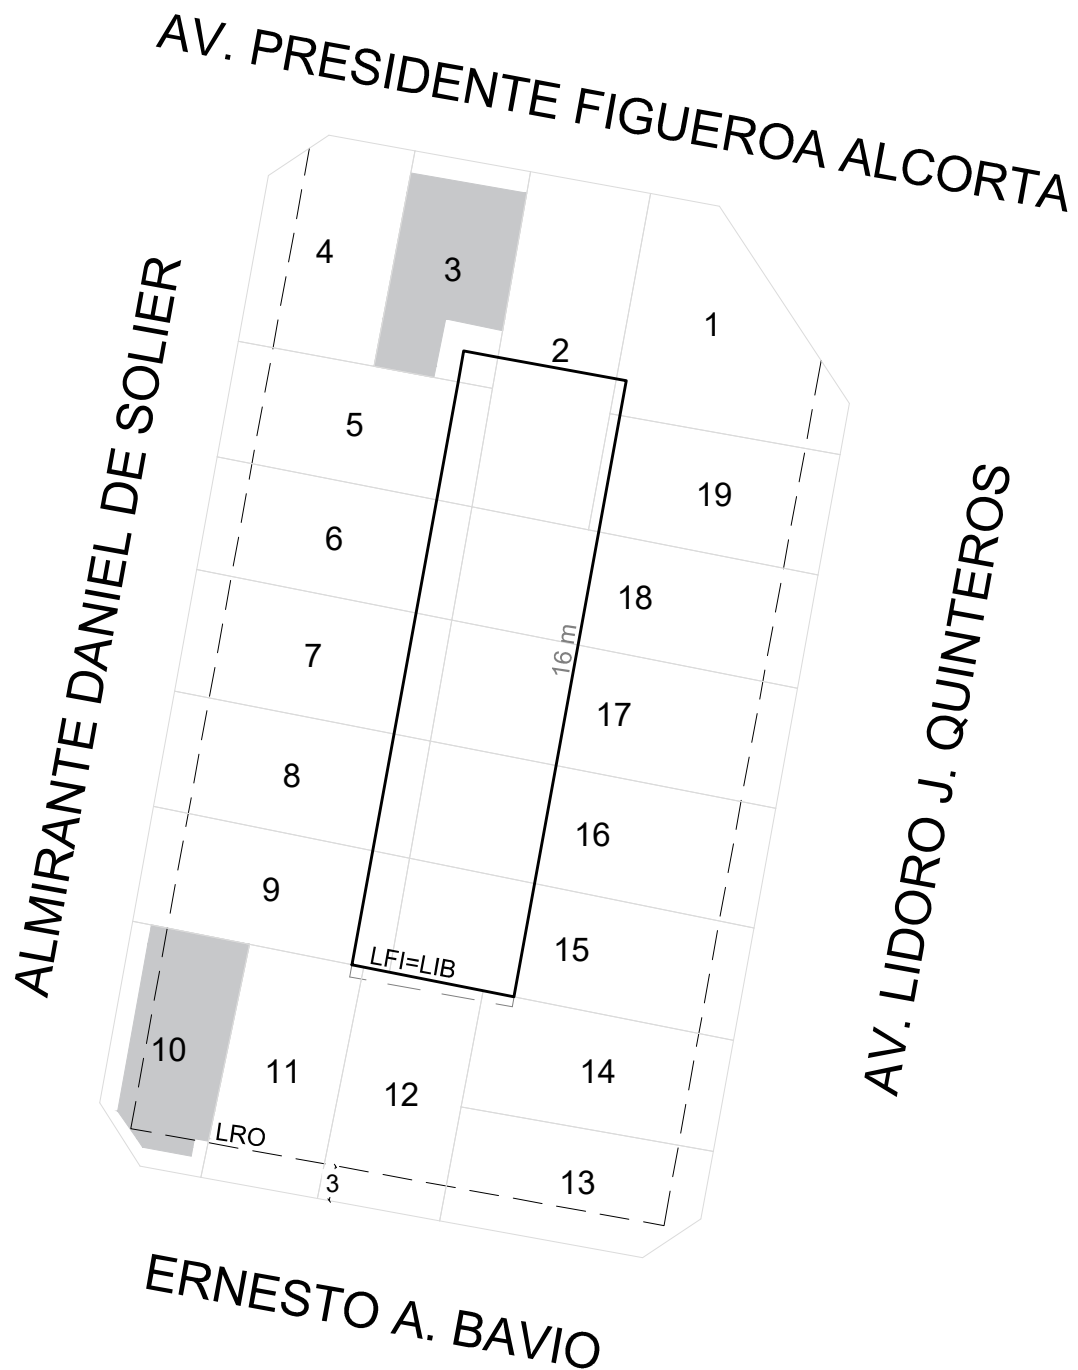 AV. PRESIDENTE FIGUEROA ALCORTA
4
3
2
1
ALMIRANTE DANIEL DE SOLIER
5
19
6
18
16 m
7
17
8
16
9
15
LFI=LIB
10
11
12
14
LRO
3
13
AV. LIDORO J. QUINTEROS
ERNESTO A. BAVIO